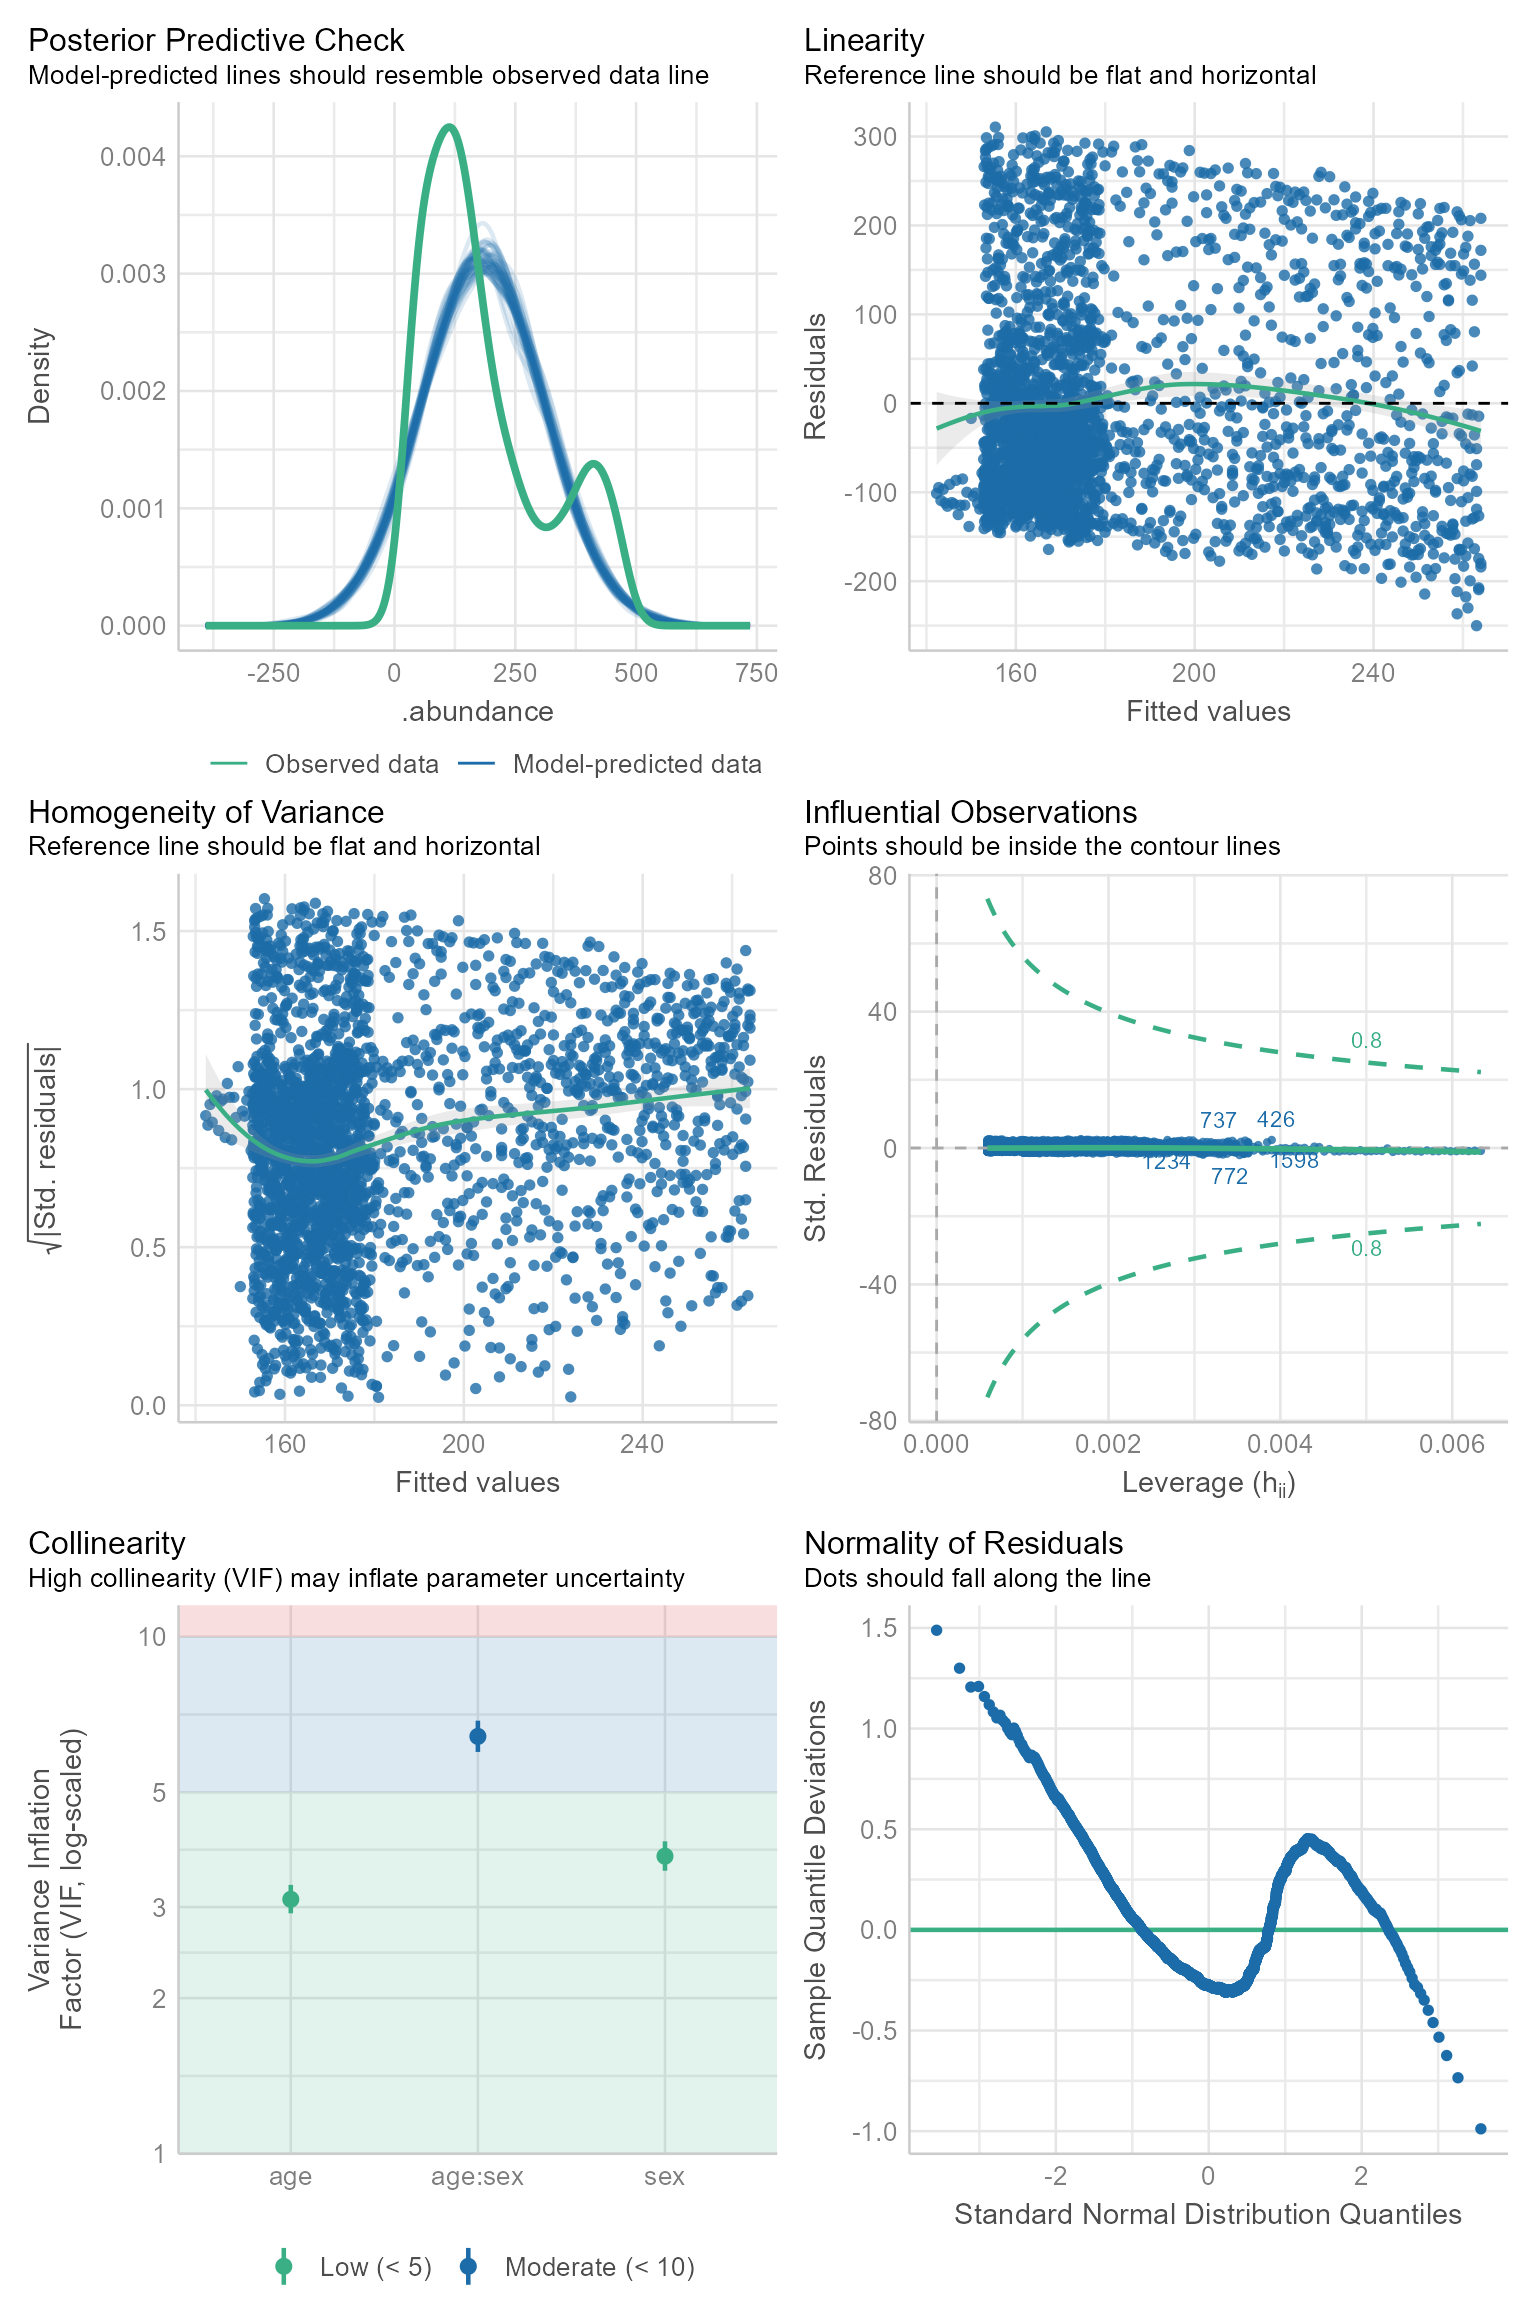 Posterior Predictive Check
Model-predicted lines should resemble observed data line
Density
0.004
0.003
0.002
0.001
0.000
-250 0 250 500 750
.abundance
Observed data Model-predicted data
Linearity
Reference line should be flat and horizontal
Residuals
300
200
100
0
-100
-200
160 200 240
Fitted values
Homogeneity of Variance
Reference line should be flat and horizontal
√|Std. residuals|
1.5
1.0
0.5
0.0
160 200 240
Fitted values
Influential Observations
Points should be inside the contour lines
Std. Residuals
80
40
0
-40
-80
0.8
737 426
1234 1598
772
0.8
0.000 0.002 0.004 0.006
Leverage (hii)
Collinearity
High collinearity (VIF) may inflate parameter uncertainty
Variance Inflation
Factor (VIF, log-scaled)
10
5
3
2
1
age age:sex sex
Low (< 5) Moderate (< 10)
Normality of Residuals
Dots should fall along the line
Sample Quantile Deviations
1.5
1.0
0.5
0.0
-0.5
-1.0
-2 0 2
Standard Normal Distribution Quantiles